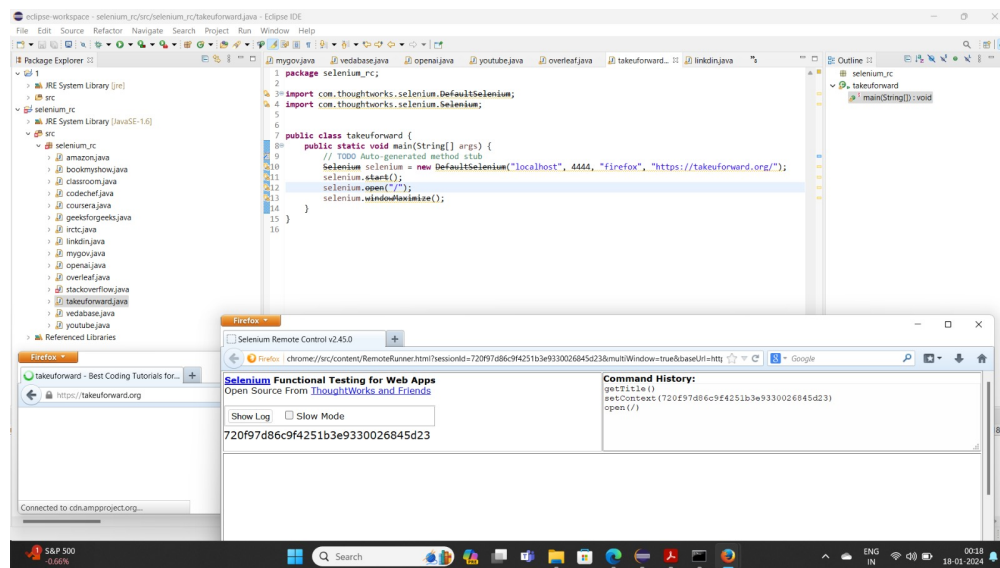 eclipse-workspace - selenium_rc/src/selenium_rc/takeuforward.java - Eclipse IDE
File Edit Source Refactor Navigate Search Project Run Window Help
Package Explorer
mygov.java vedabase.java openai.java youtube.java overleaf.java takeuforward... linkdin.java
Outline
1
JRE System Library [jre]
src
selenium_rc
JRE System Library [JavaSE-1.6]
src
selenium_rc
amazon.java
bookmyshow.java
classroom.java
codechef.java
coursera.java
geeksforgeeks.java
irctc.java
linkdin.java
mygov.java
openai.java
overleaf.java
stackoverflow.java
takeuforward.java
vedabase.java
youtube.java
Referenced Libraries
1 package selenium_rc;
2
3 import com.thoughtworks.selenium.DefaultSelenium;
4 import com.thoughtworks.selenium.Selenium;
5
6
7 public class takeuforward {
8 public static void main(String[] args) {
9 // TODO Auto-generated method stub
10 Selenium selenium = new DefaultSelenium("localhost", 4444, "firefox", "https://takeuforward.org/");
11 selenium.start();
12 selenium.open("/");
13 selenium.windowMaximize();
14 }
15 }
16
selenium_rc
takeuforward
main(String[]) : void
Firefox
Selenium Remote Control v2.45.0
Firefox chrome://src/content/RemoteRunner.html?sessionId=720f97d86c9f4251b3e9330026845d23&multiWindow=true&baseUrl=http
Google
Selenium Functional Testing for Web Apps
Open Source From ThoughtWorks and Friends
Show Log Slow Mode
720f97d86c9f4251b3e9330026845d23
Command History:
getTitle()
setContext(720f97d86c9f4251b3e9330026845d23)
open(/)
Firefox
takeuforward - Best Coding Tutorials for...
https://takeuforward.org
Connected to cdn.ampproject.org...
S&P 500
-0.66%
Search
ENG
IN
00:18
18-01-2024